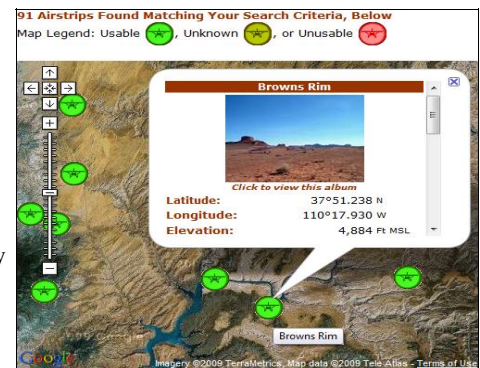 91 Airstrips Found Matching Your Search Criteria, Below
Map Legend: Usable , Unknown , or Unusable
Browns Rim
Click to view this album
Latitude: 37°51.238 N
Longitude: 110°17.930 W
Elevation: 4,884 Ft MSL
y
Browns Rim
Google
Imagery ©2009 TerraMetrics, Map data ©2009 Tele Atlas - Terms of Use